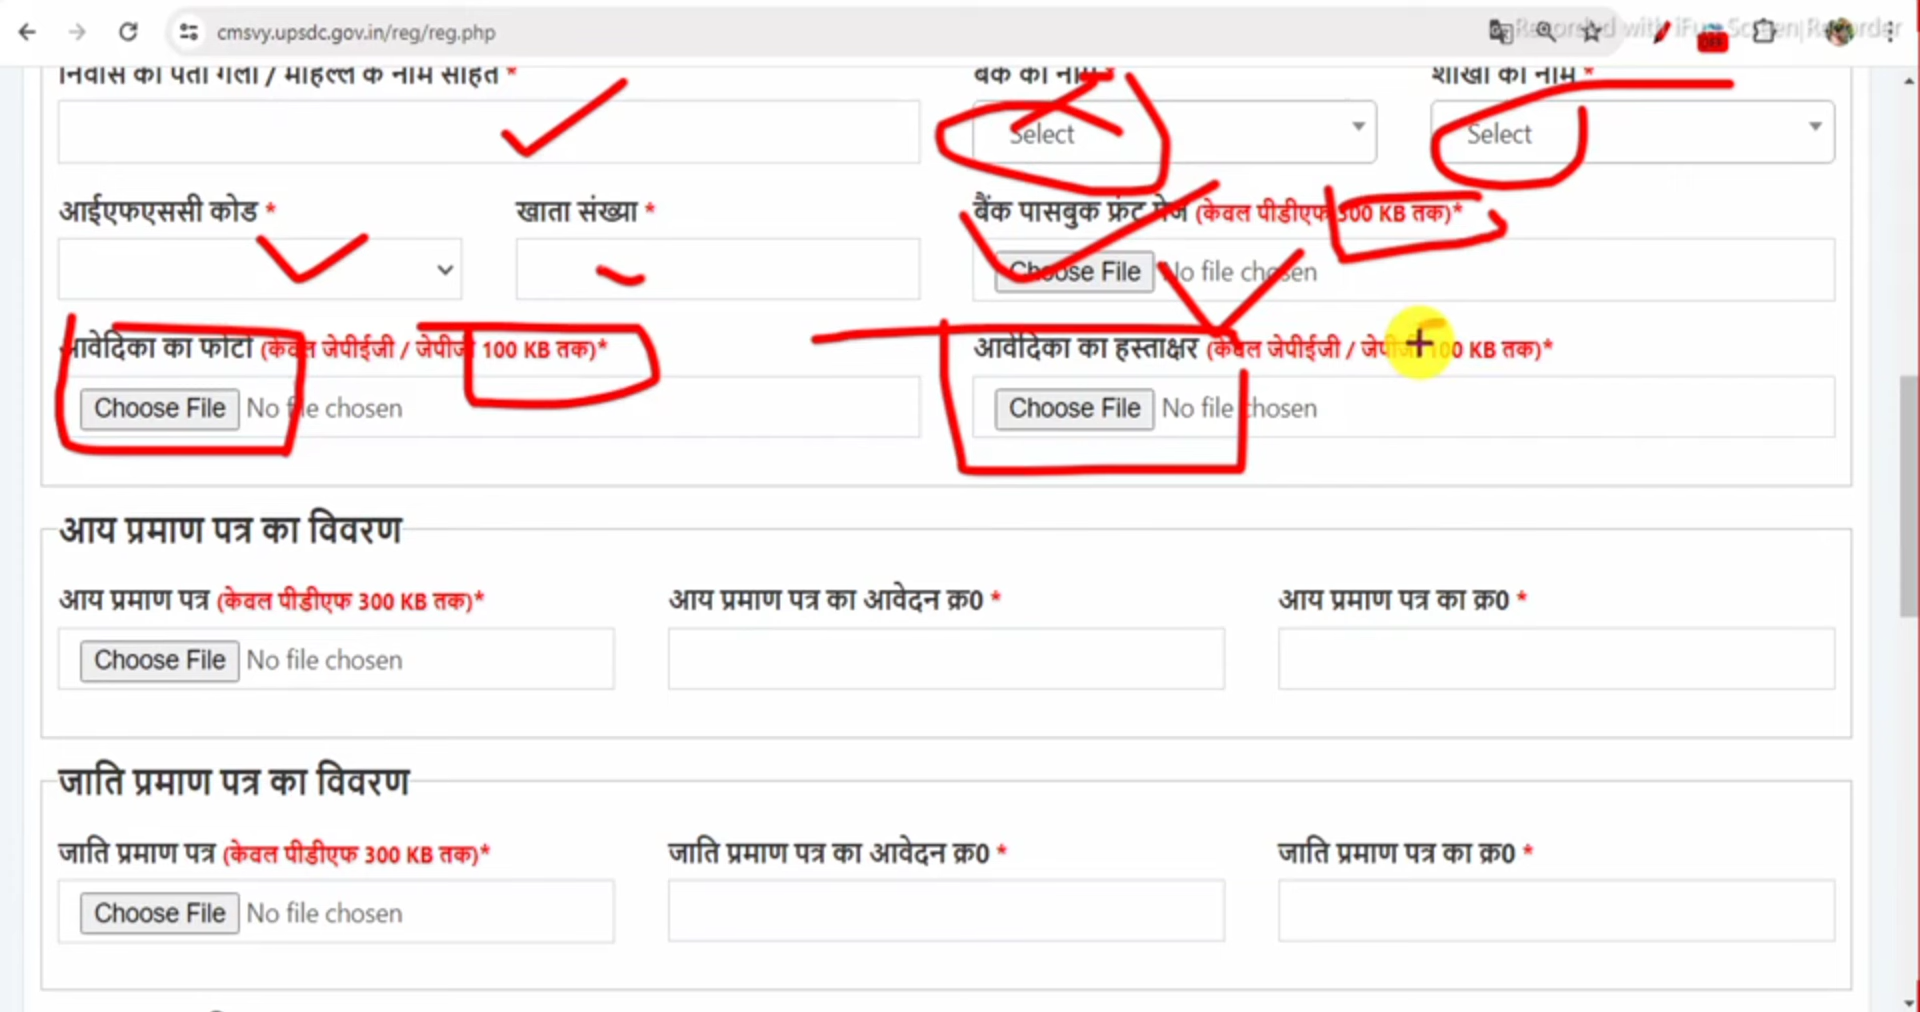 cmsvy.upsdc.gov.in/reg/reg.php
Recorded with iFun Screen Recorder
निवास का पता गली / मोहल्ले के नाम सहित * बैंक का नाम * शाखा का नाम *
Select Select
आईएफएससी कोड * खाता संख्या * बैंक पासबुक फ्रंट पेज (केवल पीडीएफ 300 KB तक)*
Choose File No file chosen
आवेदिका का फोटो (केवल जेपीईजी / जेपीजी 100 KB तक)* आवेदिका का हस्ताक्षर (केवल जेपीईजी / जेपीजी 100 KB तक)*
Choose File No file chosen Choose File No file chosen
आय प्रमाण पत्र का विवरण
आय प्रमाण पत्र (केवल पीडीएफ 300 KB तक)* आय प्रमाण पत्र का आवेदन क्र0 * आय प्रमाण पत्र का क्र0 *
Choose File No file chosen
जाति प्रमाण पत्र का विवरण
जाति प्रमाण पत्र (केवल पीडीएफ 300 KB तक)* जाति प्रमाण पत्र का आवेदन क्र0 * जाति प्रमाण पत्र का क्र0 *
Choose File No file chosen